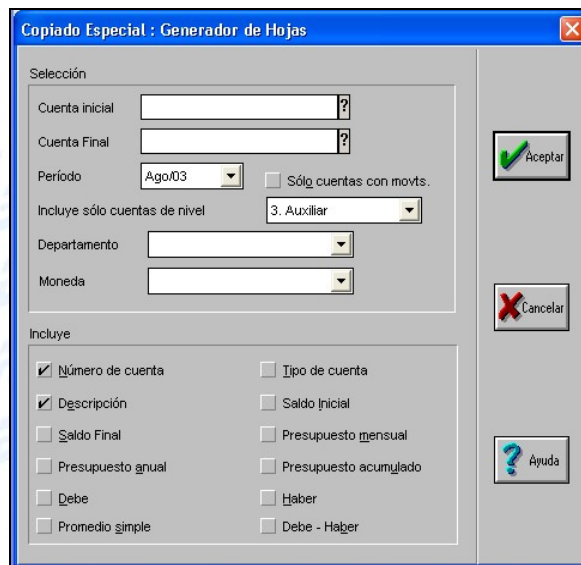 Copiado Especial : Generador de Hojas
Selección
Cuenta inicial ?
Cuenta Final ?
Período Ago/03 Sólo cuentas con movts.
Incluye sólo cuentas de nivel 3. Auxiliar
Departamento
Moneda
Aceptar
Cancelar
Ayuda
Incluye
Número de cuenta Tipo de cuenta
Descripción Saldo Inicial
Saldo Final Presupuesto mensual
Presupuesto anual Presupuesto acumulado
Debe Haber
Promedio simple Debe - Haber